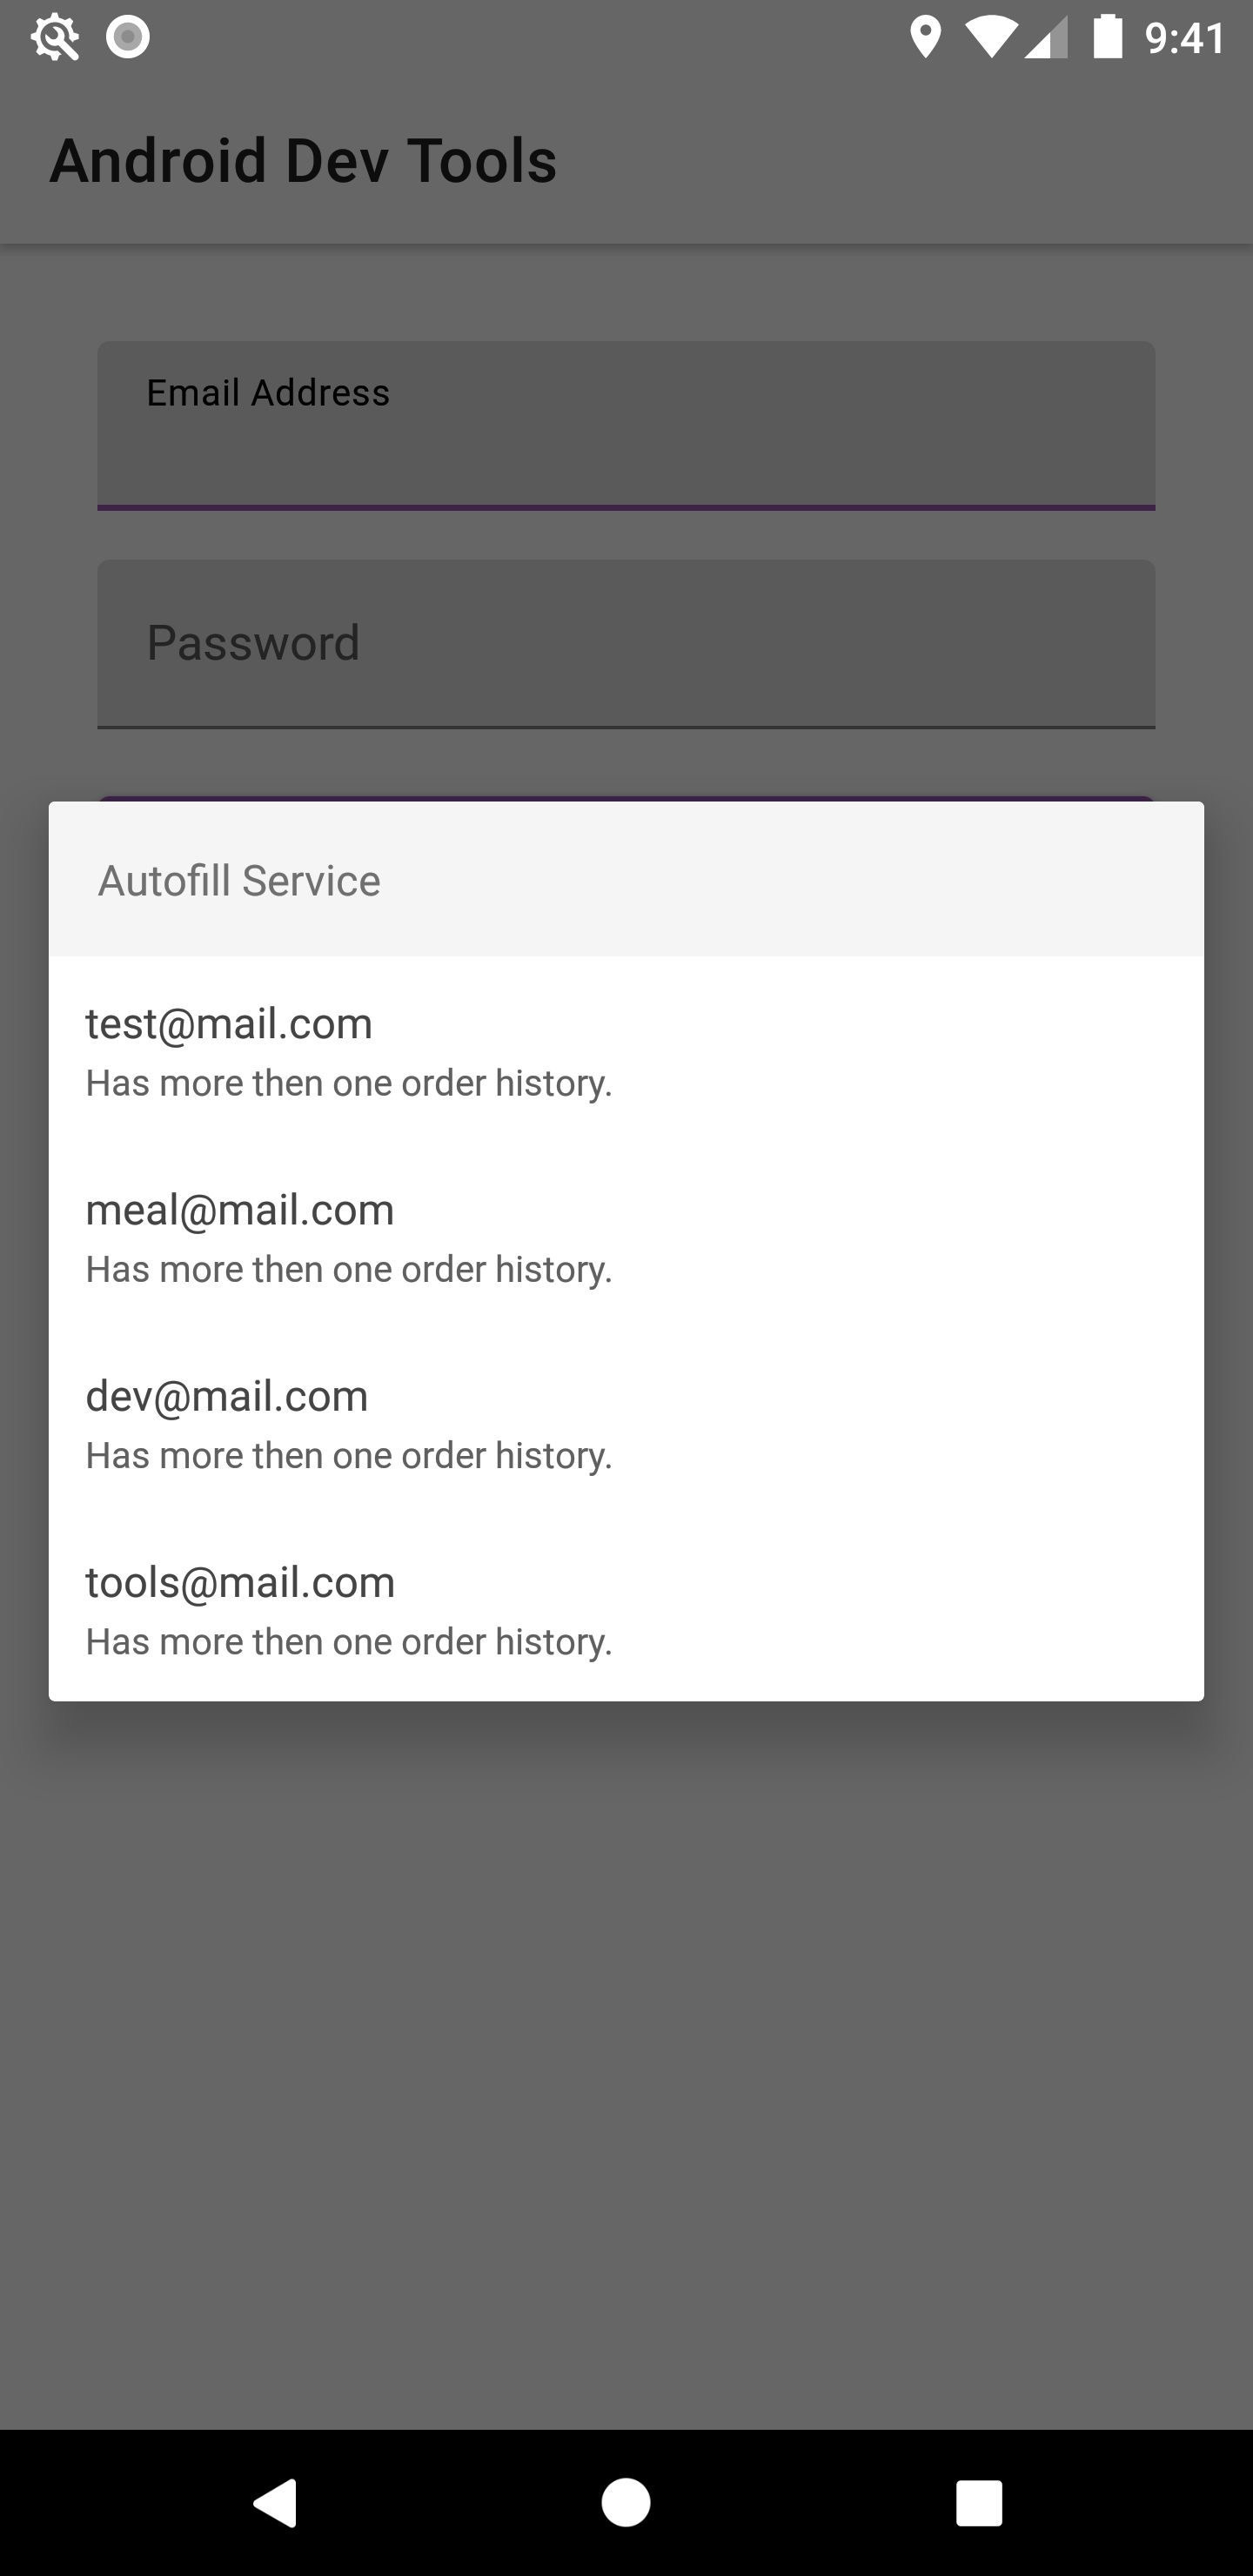 9:41
Android Dev Tools
Email Address
Password
Autofill Service
test@mail.com
Has more then one order history.
meal@mail.com
Has more then one order history.
dev@mail.com
Has more then one order history.
tools@mail.com
Has more then one order history.